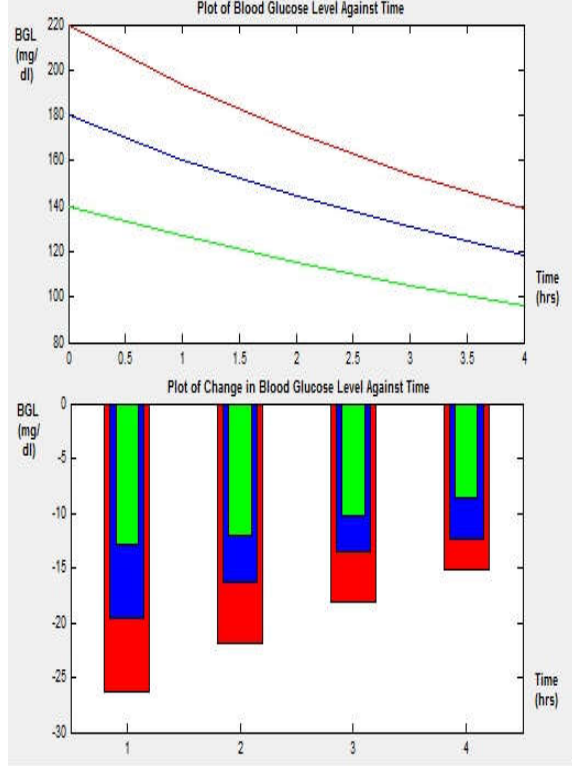 Plot of Blood Glucose Level Against Time
BGL
(mg/
dl)
220
200
180
160
140
120
100
80
0 0.5 1 1.5 2 2.5 3 3.5 4
Time
(hrs)
Plot of Change in Blood Glucose Level Against Time
BGL
(mg/
dl)
0
-5
-10
-15
-20
-25
-30
1 2 3 4
Time
(hrs)